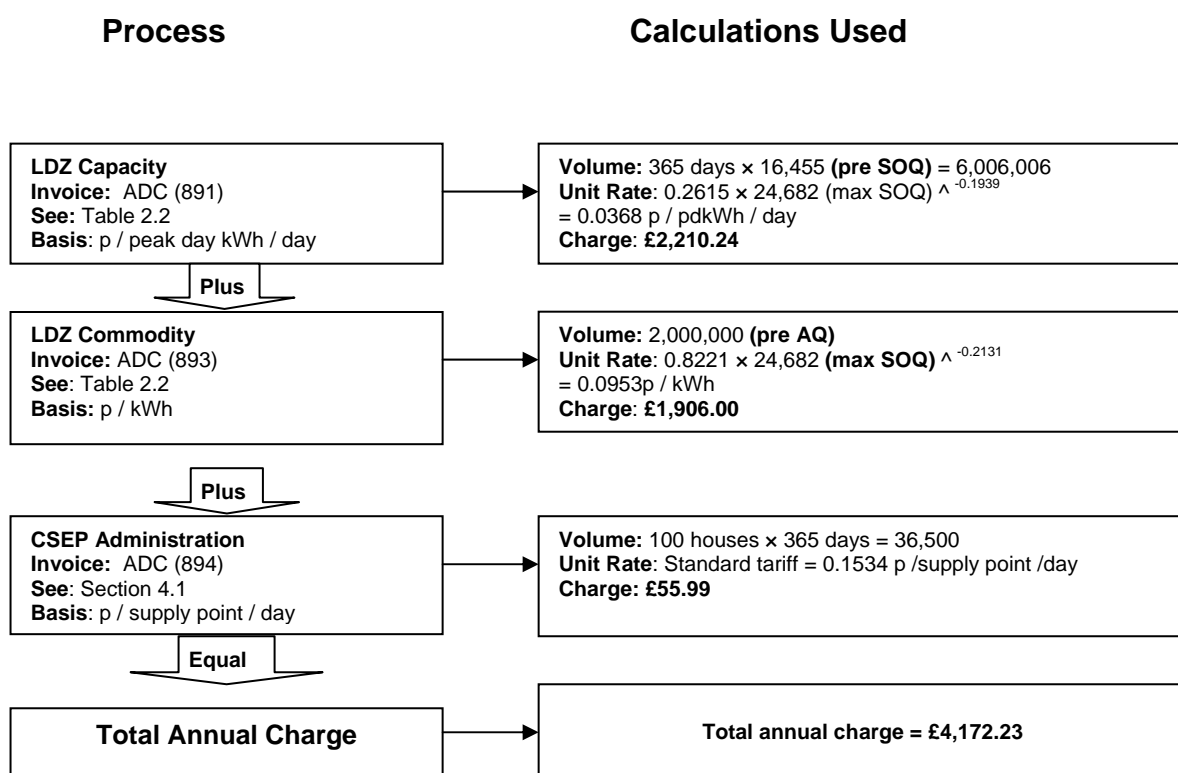 Process
Calculations Used
LDZ Capacity
Invoice: ADC (891)
See: Table 2.2
Basis: p / peak day kWh / day
Volume: 365 days × 16,455 (pre SOQ) = 6,006,006
Unit Rate: 0.2615 × 24,682 (max SOQ) ^ -0.1939
= 0.0368 p / pdkWh / day
Charge: £2,210.24
Plus
LDZ Commodity
Invoice: ADC (893)
See: Table 2.2
Basis: p / kWh
Volume: 2,000,000 (pre AQ)
Unit Rate: 0.8221 × 24,682 (max SOQ) ^ -0.2131
= 0.0953p / kWh
Charge: £1,906.00
Plus
CSEP Administration
Invoice: ADC (894)
See: Section 4.1
Basis: p / supply point / day
Volume: 100 houses × 365 days = 36,500
Unit Rate: Standard tariff = 0.1534 p /supply point /day
Charge: £55.99
Equal
Total Annual Charge
Total annual charge = £4,172.23